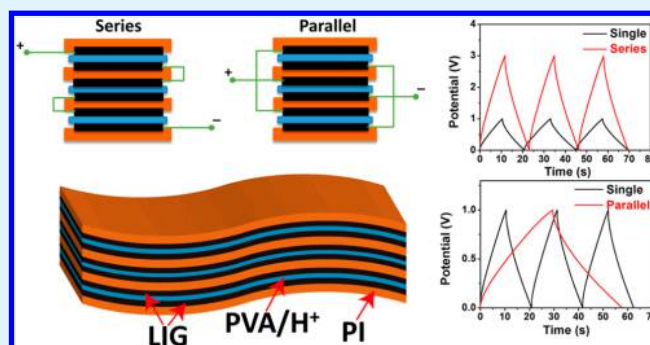 Series
+
−
Parallel
+
−
LIG
PVA/H⁺
PI
Single
Series
Potential (V)
4
3
2
1
0
0 10 20 30 40 50 60 70 80
Time (s)
Single
Parallel
Potential (V)
1.0
0.5
0.0
0 10 20 30 40 50 60 70
Time (s)